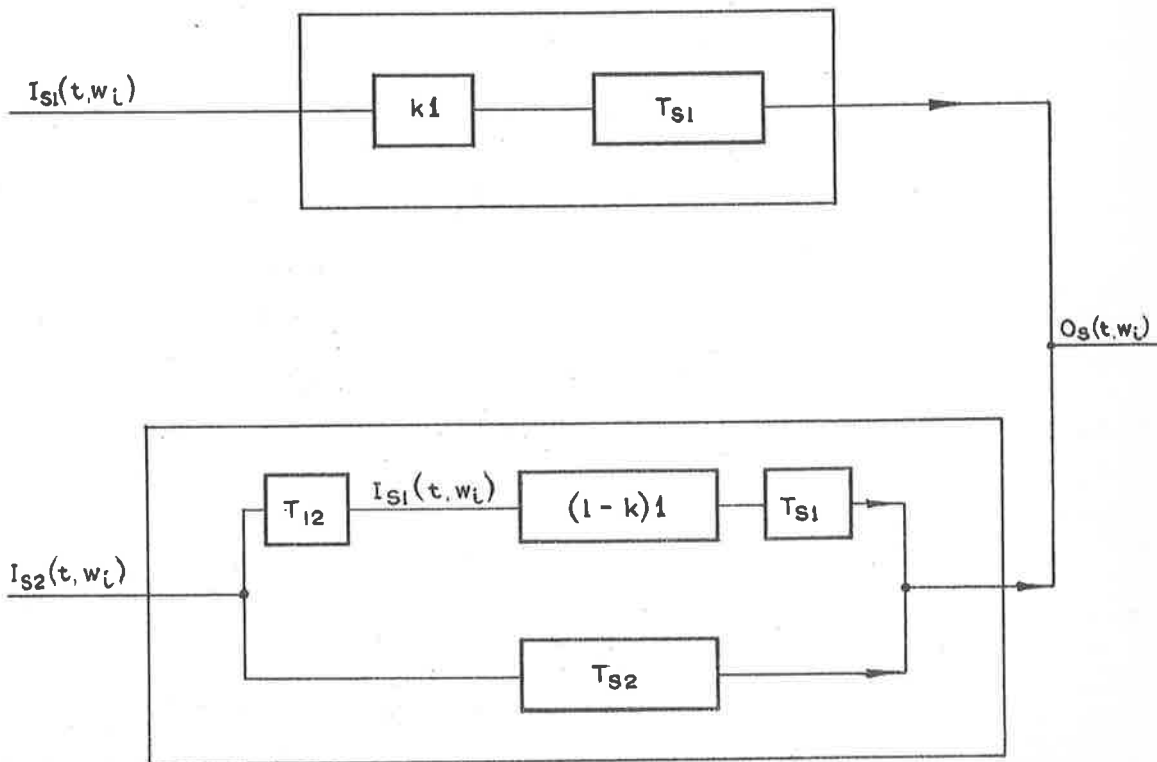 I_S1(t,w_i)
k1
T_S1
O_S(t,w_i)
T_12
I_S1(t,w_i)
(1-k)1
T_S1
I_S2(t,w_i)
T_S2